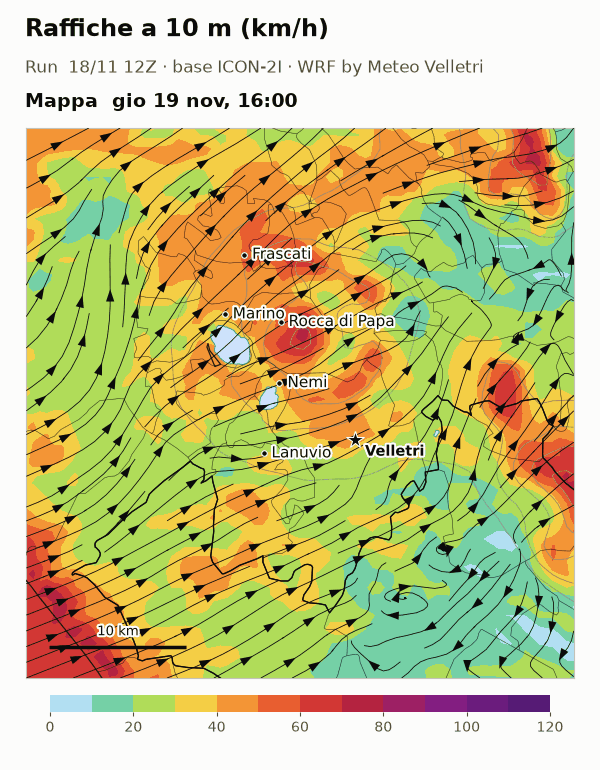 Raffiche a 10 m (km/h)
Run  18/11 12Z · base ICON-2I · WRF by Meteo Velletri
Mappa  gio 19 nov, 16:00
Frascati
Marino
Rocca di Papa
Nemi
Velletri
Lanuvio
10 km
0 20 40 60 80 100 120